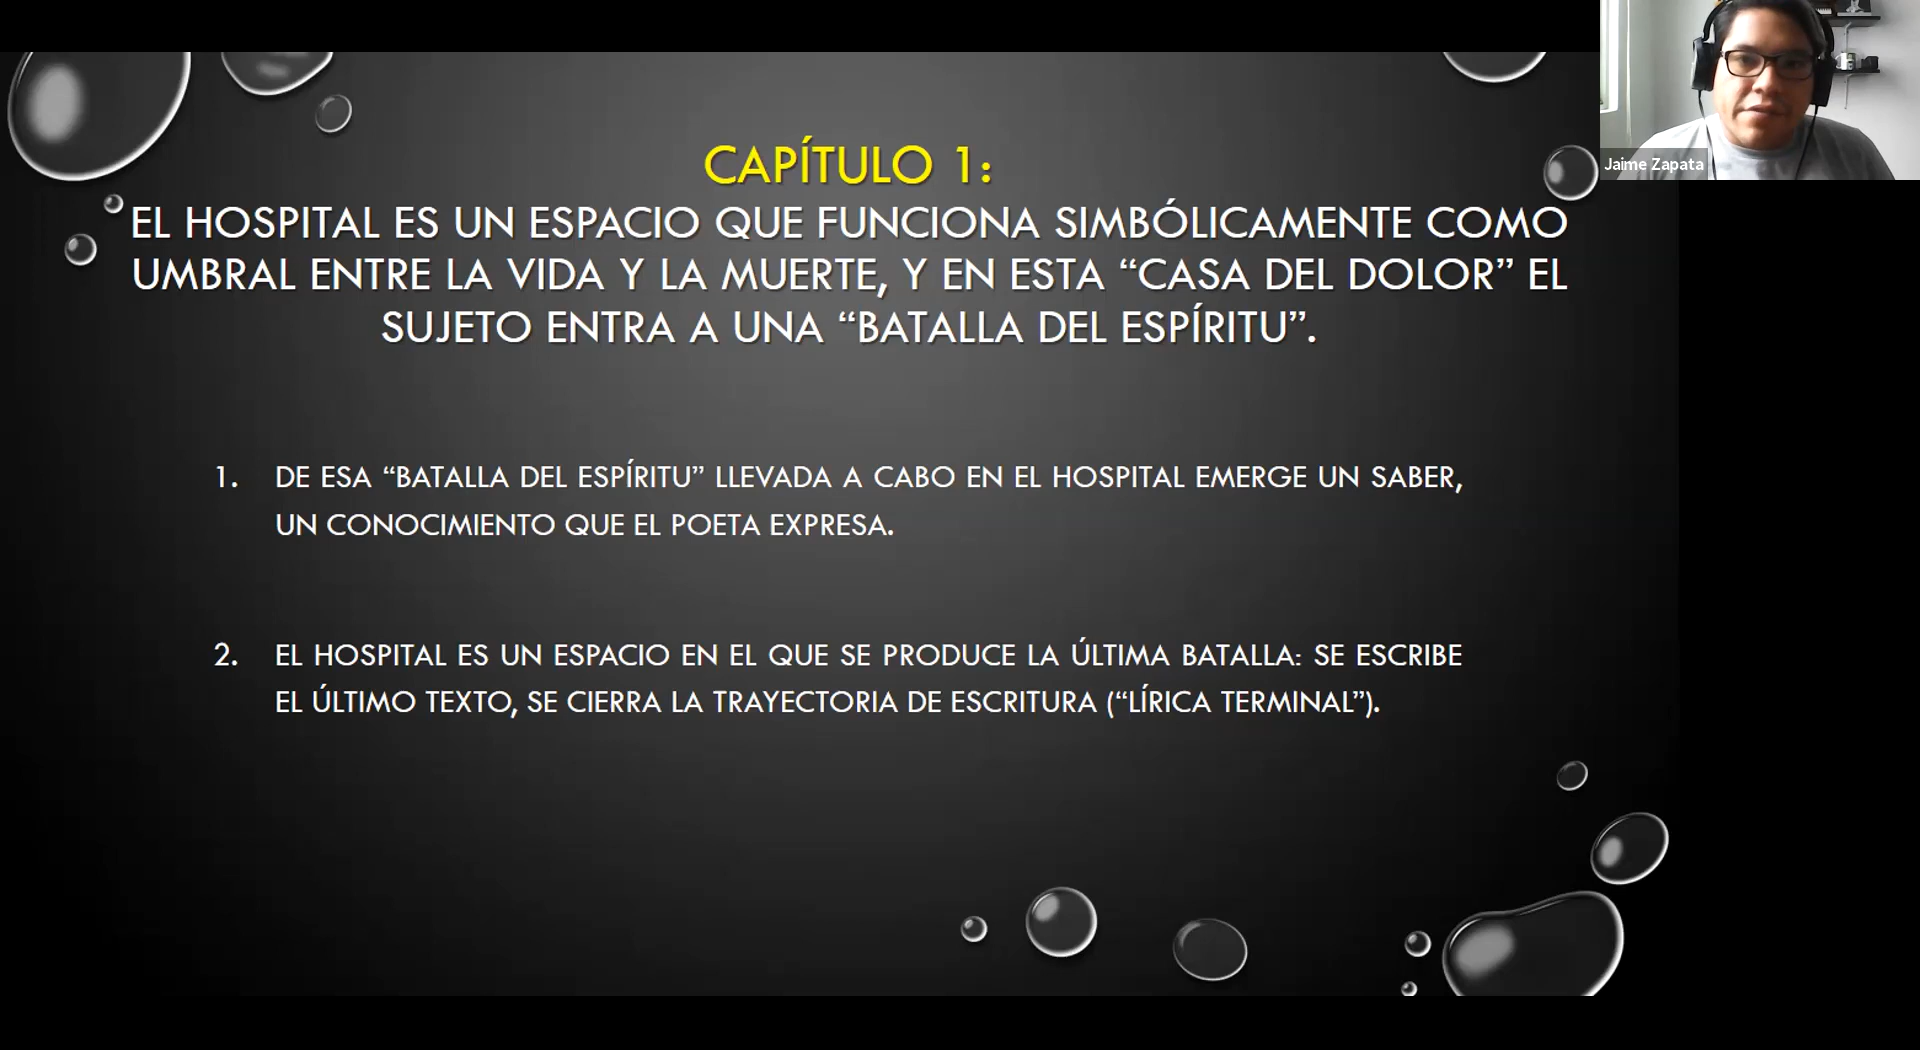 CAPÍTULO 1:
EL HOSPITAL ES UN ESPACIO QUE FUNCIONA SIMBÓLICAMENTE COMO
UMBRAL ENTRE LA VIDA Y LA MUERTE, Y EN ESTA “CASA DEL DOLOR” EL
SUJETO ENTRA A UNA “BATALLA DEL ESPÍRITU”.
1. DE ESA “BATALLA DEL ESPÍRITU” LLEVADA A CABO EN EL HOSPITAL EMERGE UN SABER,
UN CONOCIMIENTO QUE EL POETA EXPRESA.
2. EL HOSPITAL ES UN ESPACIO EN EL QUE SE PRODUCE LA ÚLTIMA BATALLA: SE ESCRIBE
EL ÚLTIMO TEXTO, SE CIERRA LA TRAYECTORIA DE ESCRITURA (“LÍRICA TERMINAL”).
Jaime Zapata